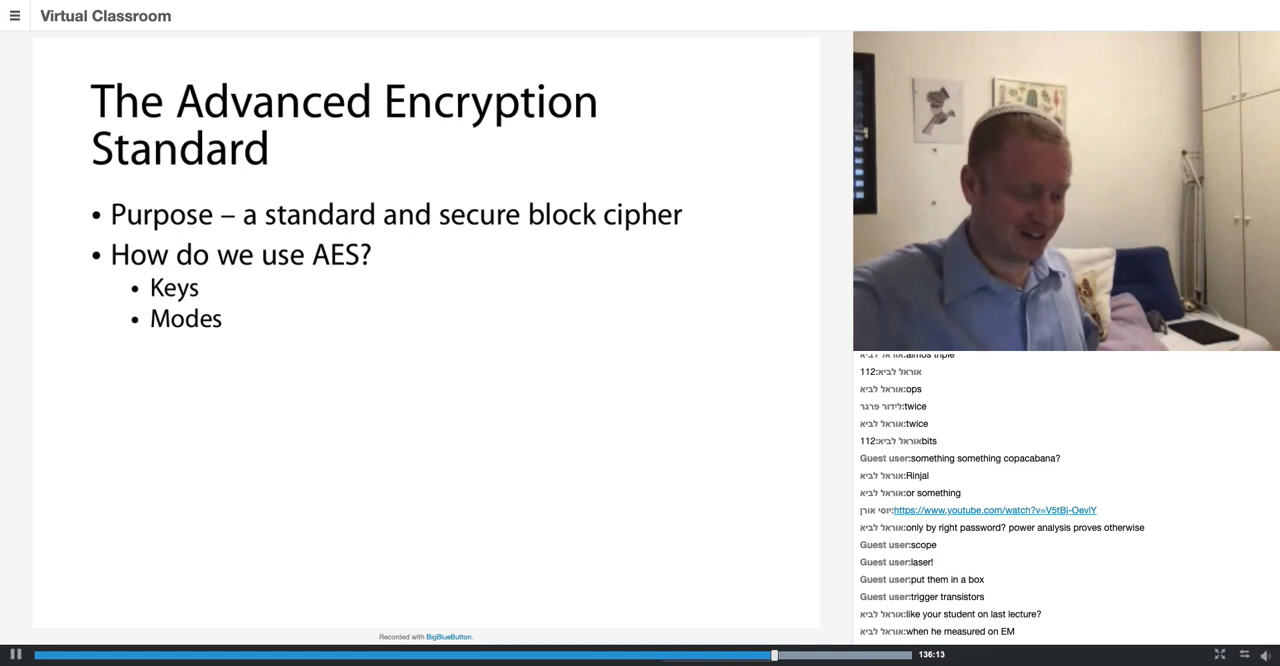 Virtual Classroom
The Advanced Encryption
Standard
• Purpose – a standard and secure block cipher
• How do we use AES?
• Keys
• Modes
Recorded with BigBlueButton.
אוראל לביא:almos triple
112:אוראל לביא
אוראל לביא:ops
לידור פרגר:twice
אוראל לביא:twice
112:אוראל לביאbits
Guest user:something something copacabana?
אוראל לביא:Rinjal
אוראל לביא:or something
יוסי אורן:https://www.youtube.com/watch?v=V5tBj-OevlY
אוראל לביא:only by right password? power analysis proves otherwise
Guest user:scope
Guest user:laser!
Guest user:put them in a box
Guest user:trigger transistors
אוראל לביא:like your student on last lecture?
אוראל לביא:when he measured on EM
136:13